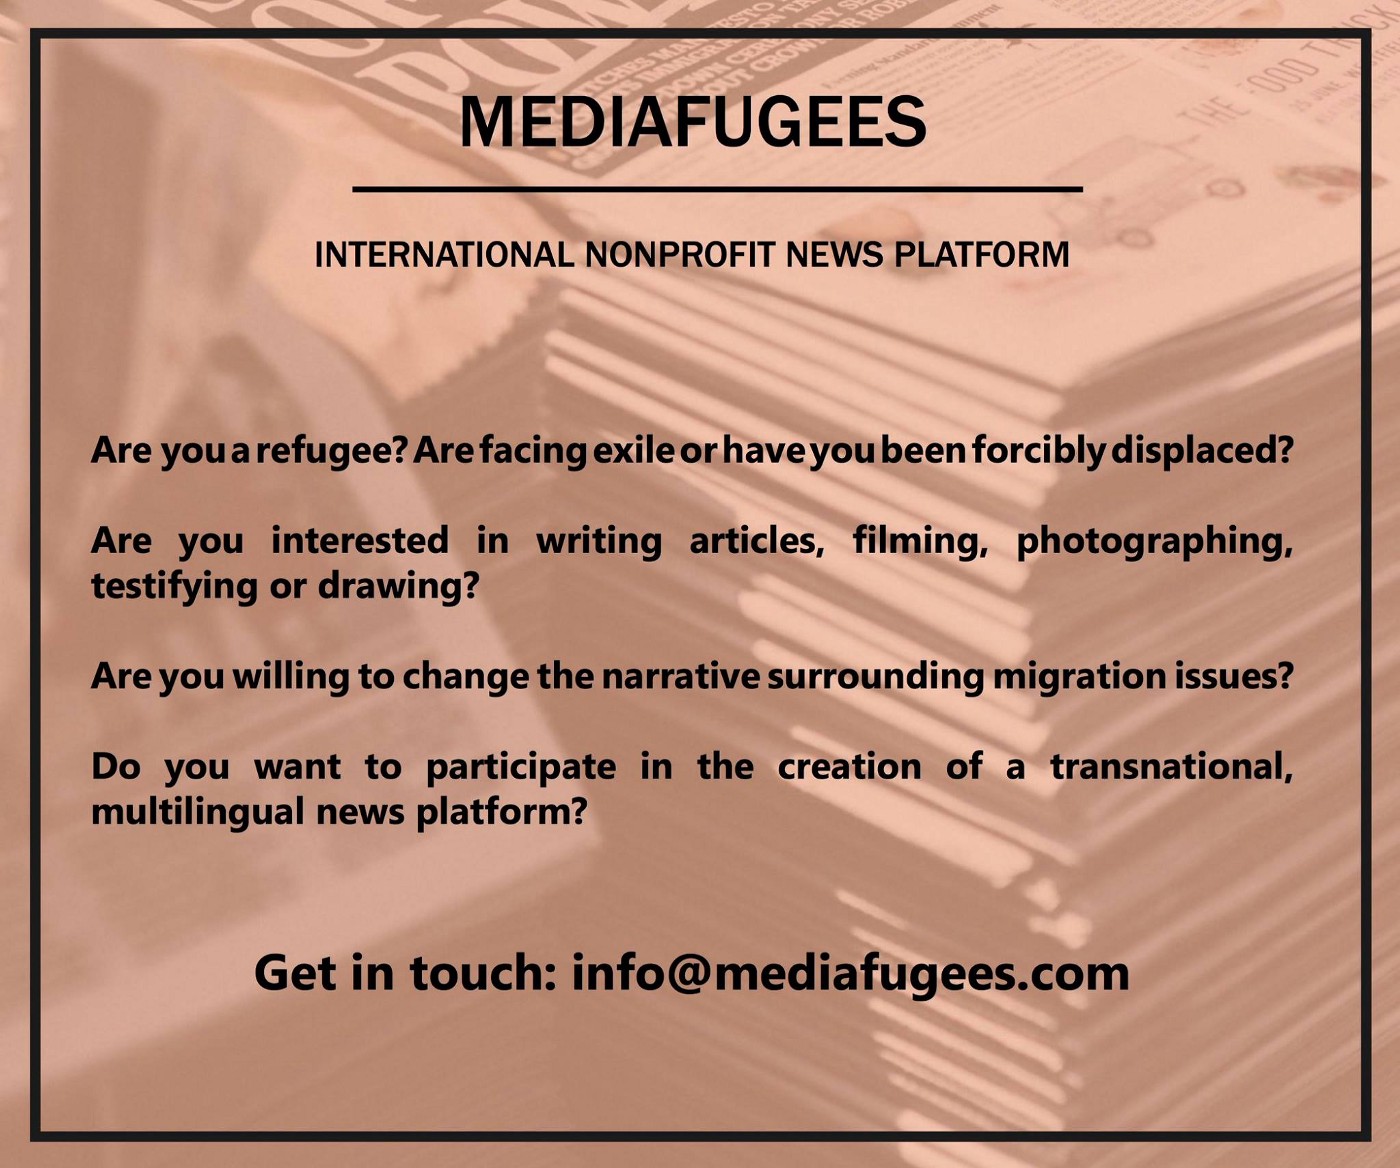 MEDIAFUGEES
INTERNATIONAL NONPROFIT NEWS PLATFORM
Are you a refugee? Are facing exile or have you been forcibly displaced?
Are you interested in writing articles, filming, photographing,
testifying or drawing?
Are you willing to change the narrative surrounding migration issues?
Do you want to participate in the creation of a transnational,
multilingual news platform?
Get in touch: info@mediafugees.com